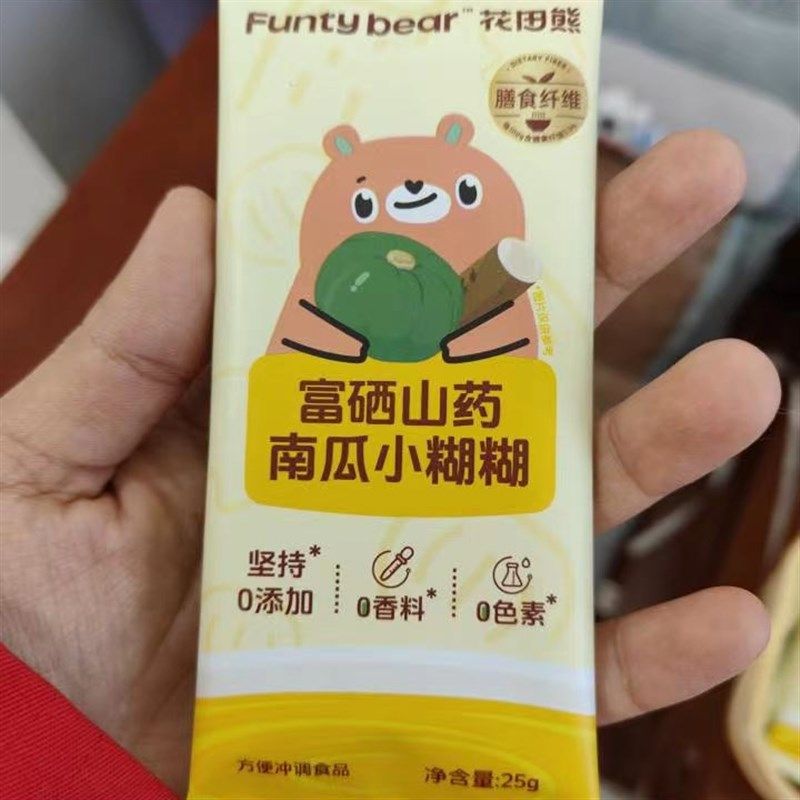 Funtybear™ 花田熊
DIETARY FIBER
膳食纤维
富硒山药
南瓜小糊糊
坚持*
0添加
0香料*
0色素*
方便冲调食品
净含量:25g